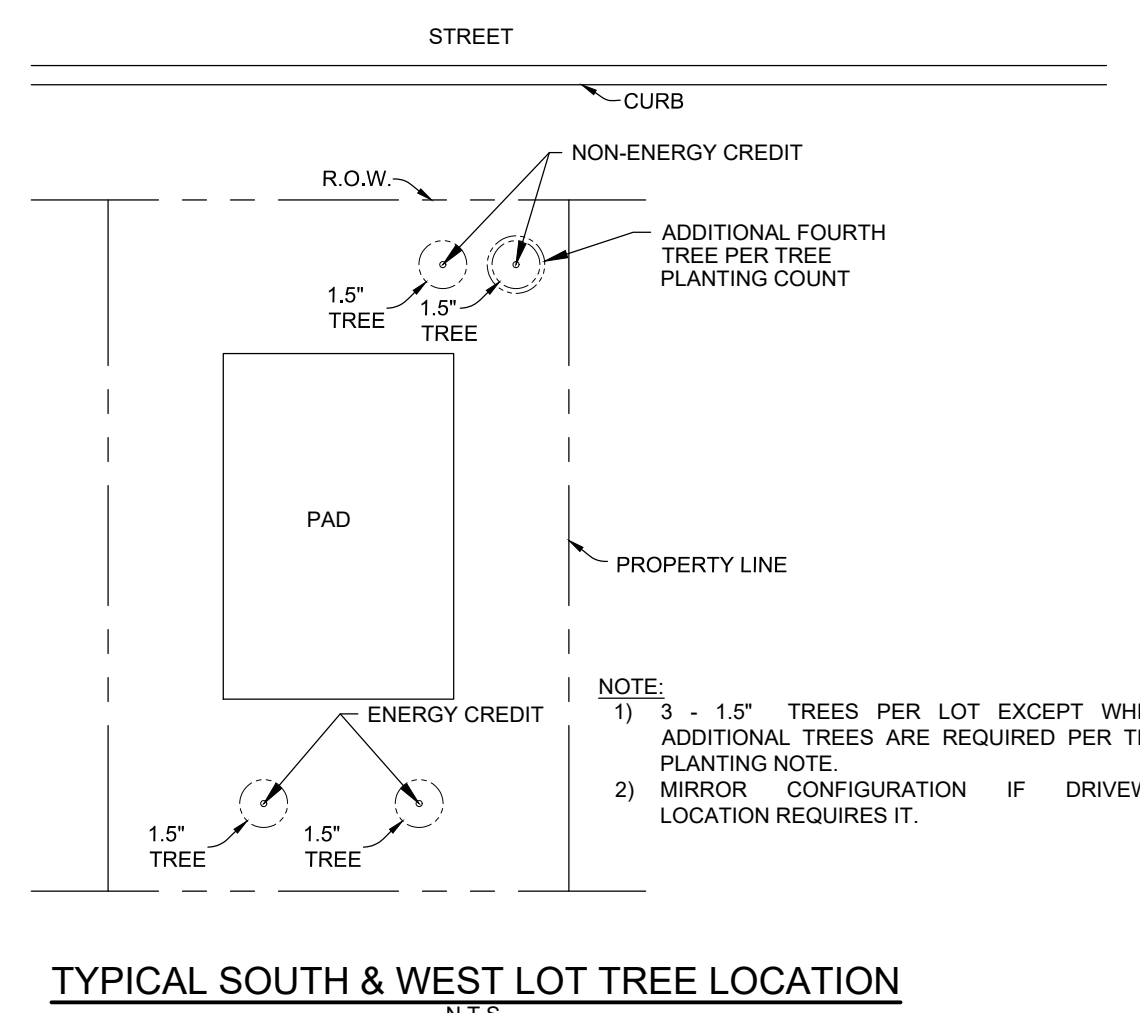 STREET
CURB
NON-ENERGY CREDIT
R.O.W.
ADDITIONAL FOURTH
TREE PER TREE
PLANTING COUNT
1.5"
TREE
1.5"
TREE
PAD
PROPERTY LINE
NOTE:
1) 3 - 1.5" TREES PER LOT EXCEPT
ADDITIONAL TREES ARE REQUIRED PER
PLANTING NOTE.
2) MIRROR CONFIGURATION IF
LOCATION REQUIRES IT.
ENERGY CREDIT
1.5"
TREE
1.5"
TREE
TYPICAL SOUTH & WEST LOT TREE LOCATION